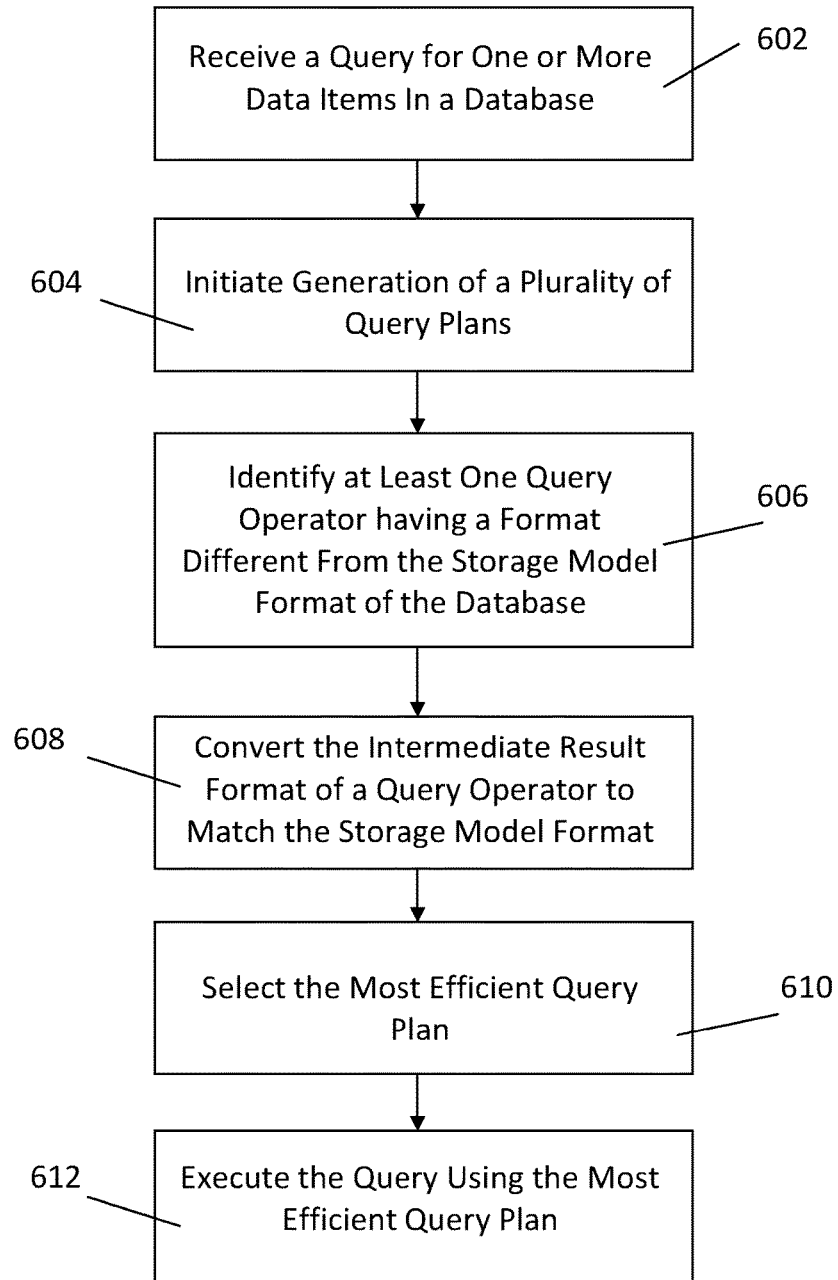 Receive a Query for One or More
Data Items In a Database
602
604
Initiate Generation of a Plurality of
Query Plans
Identify at Least One Query
Operator having a Format
Different From the Storage Model
Format of the Database
606
608
Convert the Intermediate Result
Format of a Query Operator to
Match the Storage Model Format
Select the Most Efficient Query
Plan
610
612
Execute the Query Using the Most
Efficient Query Plan